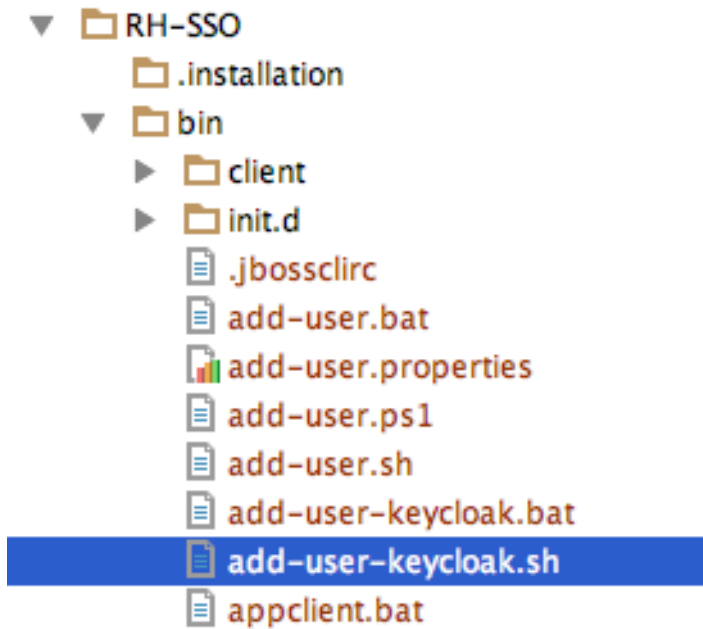 RH-SSO
.installation
bin
client
init.d
.jbossclirc
add-user.bat
add-user.properties
add-user.ps1
add-user.sh
add-user-keycloak.bat
add-user-keycloak.sh
appclient.bat